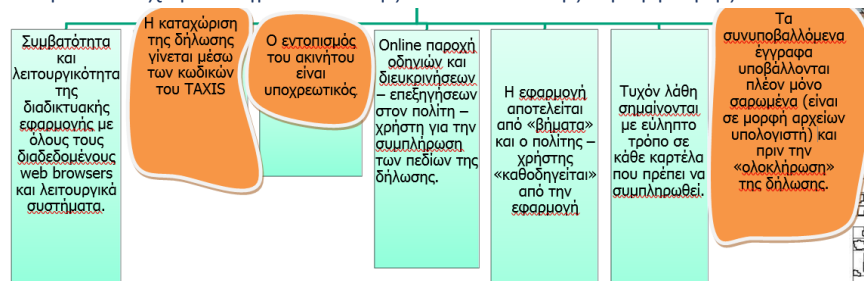 Συμβατότητα
και
λειτουργικότητα
της
διαδικτυακής
εφαρμογής με
όλους τους
διαδεδομένους
web browsers
και λειτουργικά
συστήματα.
Η καταχώριση
της δήλωσης
γίνεται μέσω
των κωδικών
του TAXIS
Ο εντοπισμός
του ακινήτου
είναι
υποχρεωτικός
Online παροχή
οδηγιών και
διευκρινήσεων
– επεξηγήσεων
στον πολίτη –
χρήστη για την
συμπλήρωση
των πεδίων της
δήλωσης.
Η εφαρμογή
αποτελείται
από «βήματα»
και ο πολίτης –
χρήστης
«καθοδηγείται»
από την
εφαρμογή
Τυχόν λάθη
σημαίνονται
με εύληπτο
τρόπο σε
κάθε καρτέλα
που πρέπει να
συμπληρωθεί.
Τα
συνυποβαλλόμενα
έγγραφα
υποβάλλονται
πλέον μόνο
σαρωμένα (είναι
σε μορφή αρχείων
υπολογιστή) και
πριν την
«ολοκλήρωση»
της δήλωσης.